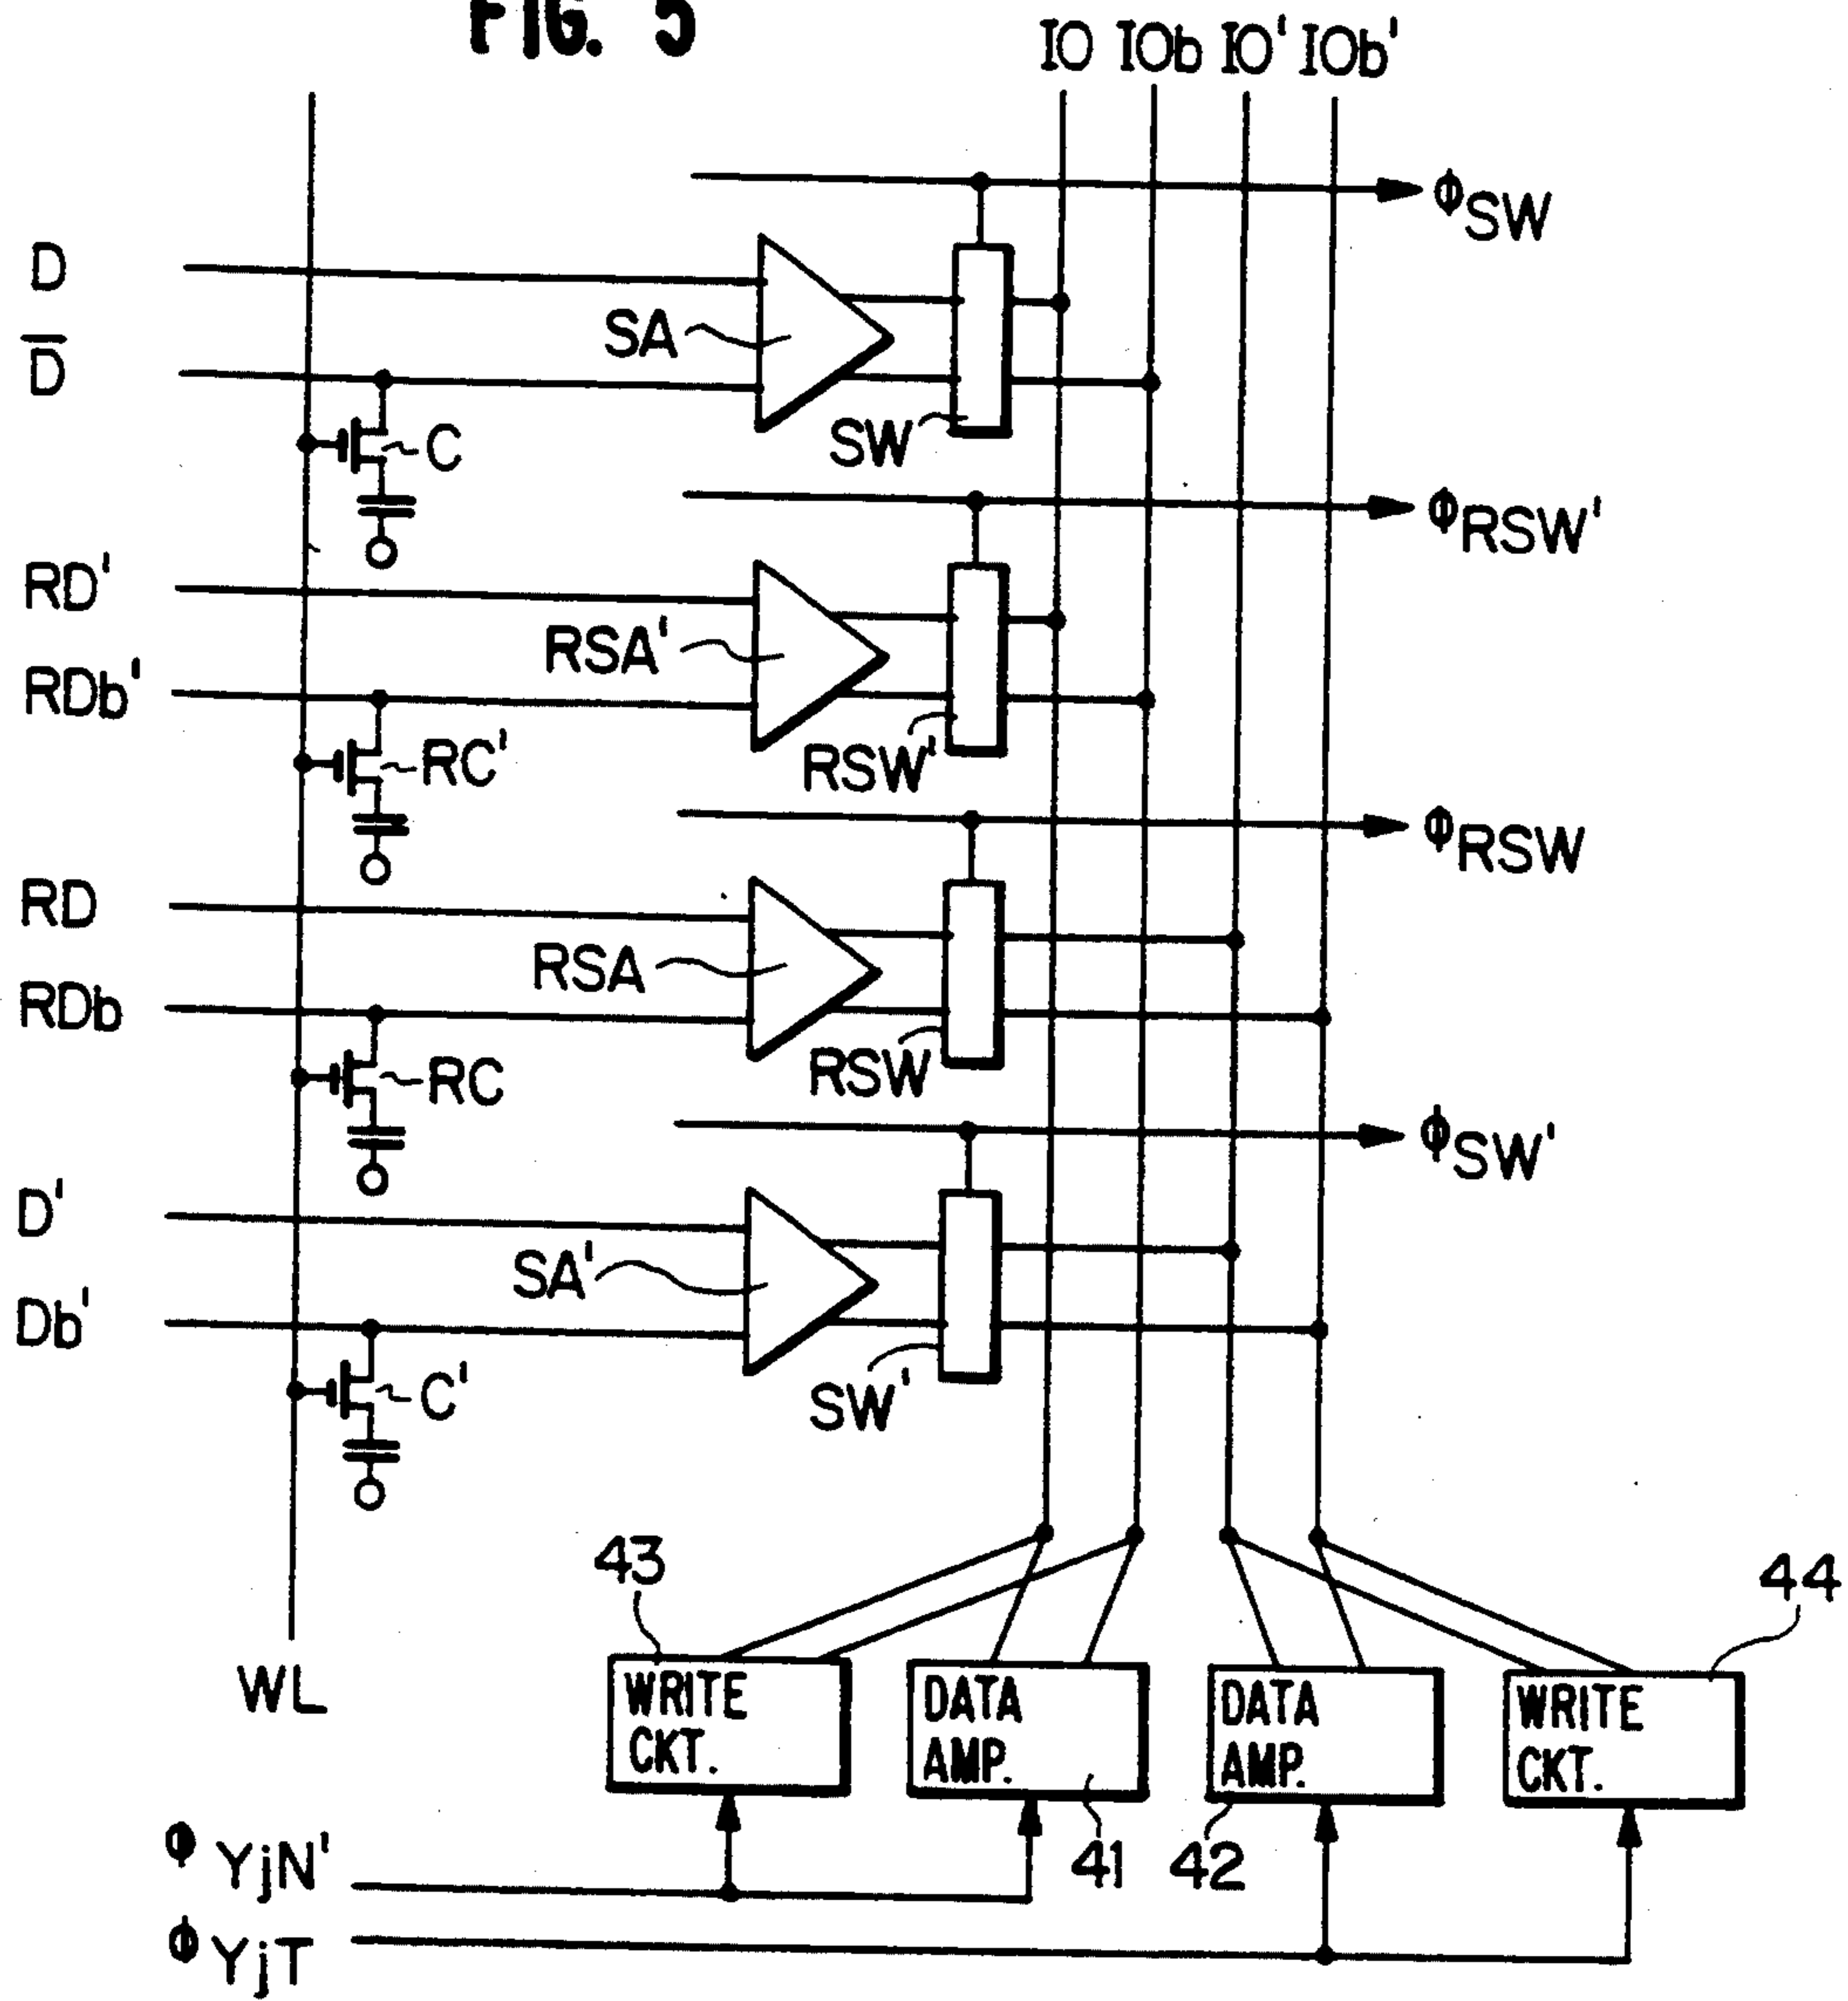 FIG. 5
IO IOb IO' IOb'
ΦSW
D
SA
D̅
SW
C
ΦRSW'
RD'
RSA'
RDb'
RSW'
RC'
ΦRSW
RD
RSA
RDb
RSW
RC
ΦSW'
D'
SA'
Db'
SW'
C'
43
44
WL
WRITE CKT.
DATA AMP.
DATA AMP.
WRITE CKT.
41
42
ΦYjN'
ΦYjT